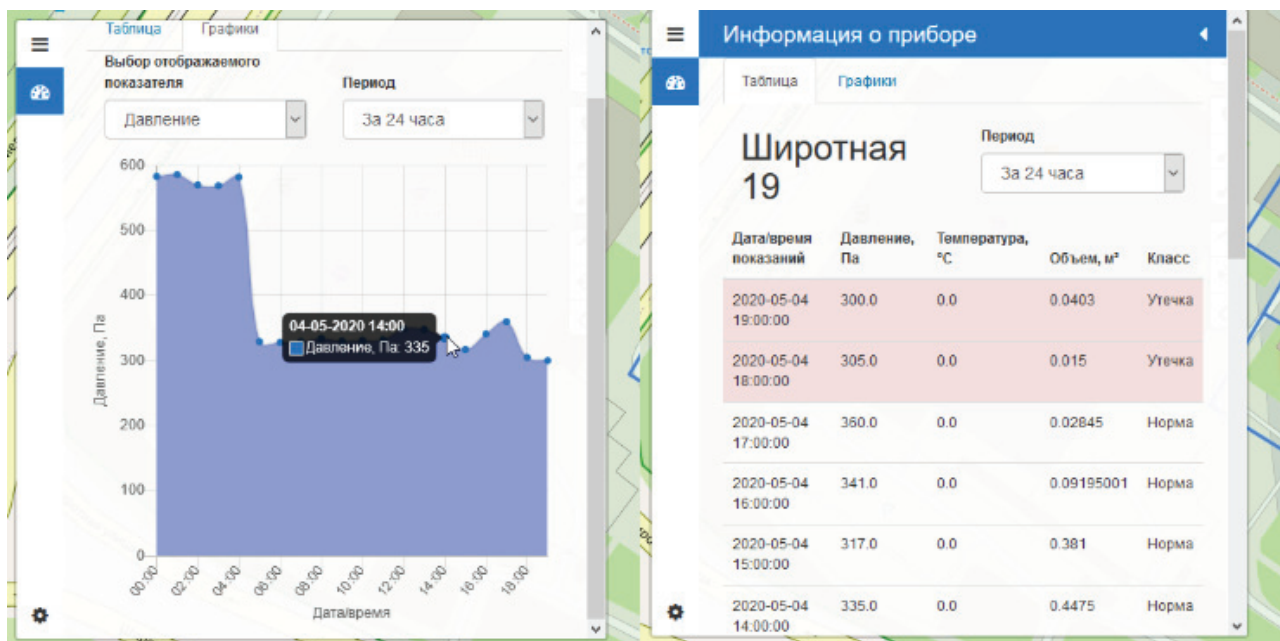 Таблица
Графики
Выбор отображаемого
показателя
Период
Давление
За 24 часа
600
500
400
300
200
100
0
Давление, Па
04-05-2020 14:00
Давление, Па: 335
00:00
02:00
04:00
06:00
08:00
10:00
12:00
14:00
16:00
18:00
Дата/время
Информация о приборе
Таблица
Графики
Широтная
19
Период
За 24 часа
Дата/время показаний
Давление, Па
Температура, °C
Объем, м³
Класс
2020-05-04 19:00:00
300.0
0.0
0.0403
Утечка
2020-05-04 18:00:00
305.0
0.0
0.015
Утечка
2020-05-04 17:00:00
360.0
0.0
0.02845
Норма
2020-05-04 16:00:00
341.0
0.0
0.09195001
Норма
2020-05-04 15:00:00
317.0
0.0
0.381
Норма
2020-05-04 14:00:00
335.0
0.0
0.4475
Норма